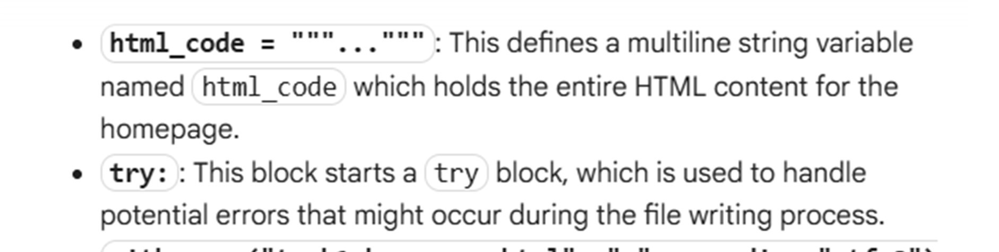 • html_code = """...""": This defines a multiline string variable
named html_code which holds the entire HTML content for the
homepage.
• try:: This block starts a try block, which is used to handle
potential errors that might occur during the file writing process.